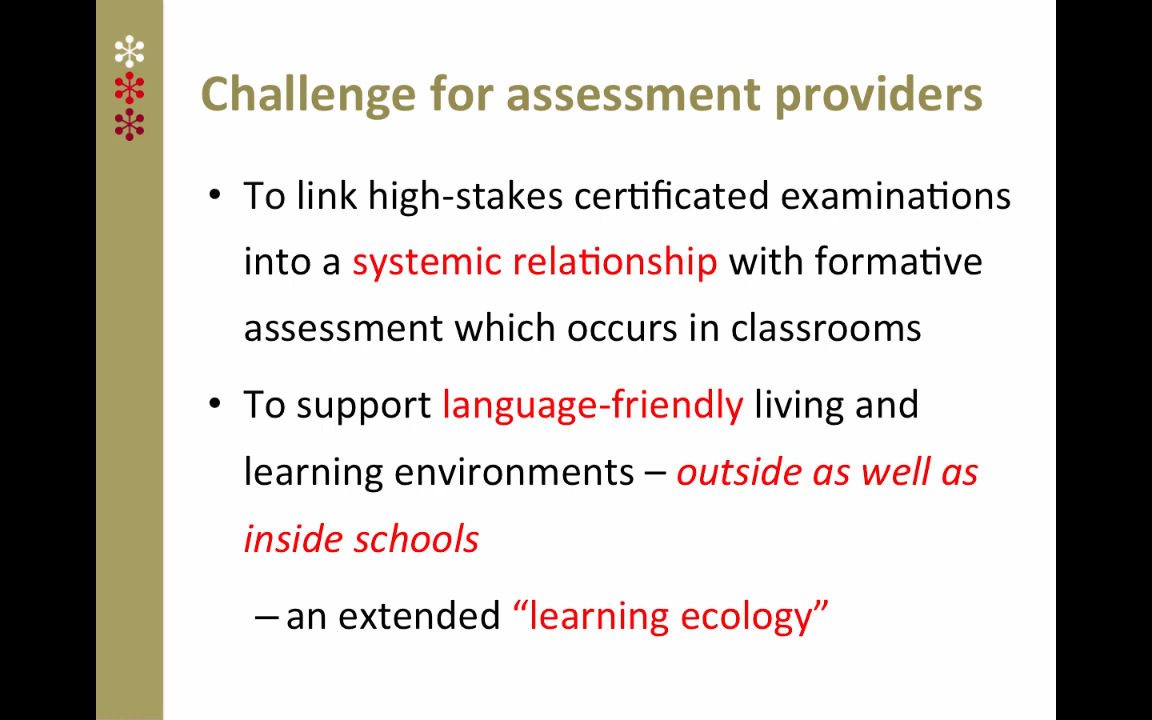 Challenge for assessment providers
• To link high-stakes certificated examinations
into a systemic relationship with formative
assessment which occurs in classrooms
• To support language-friendly living and
learning environments – outside as well as
inside schools
– an extended “learning ecology”